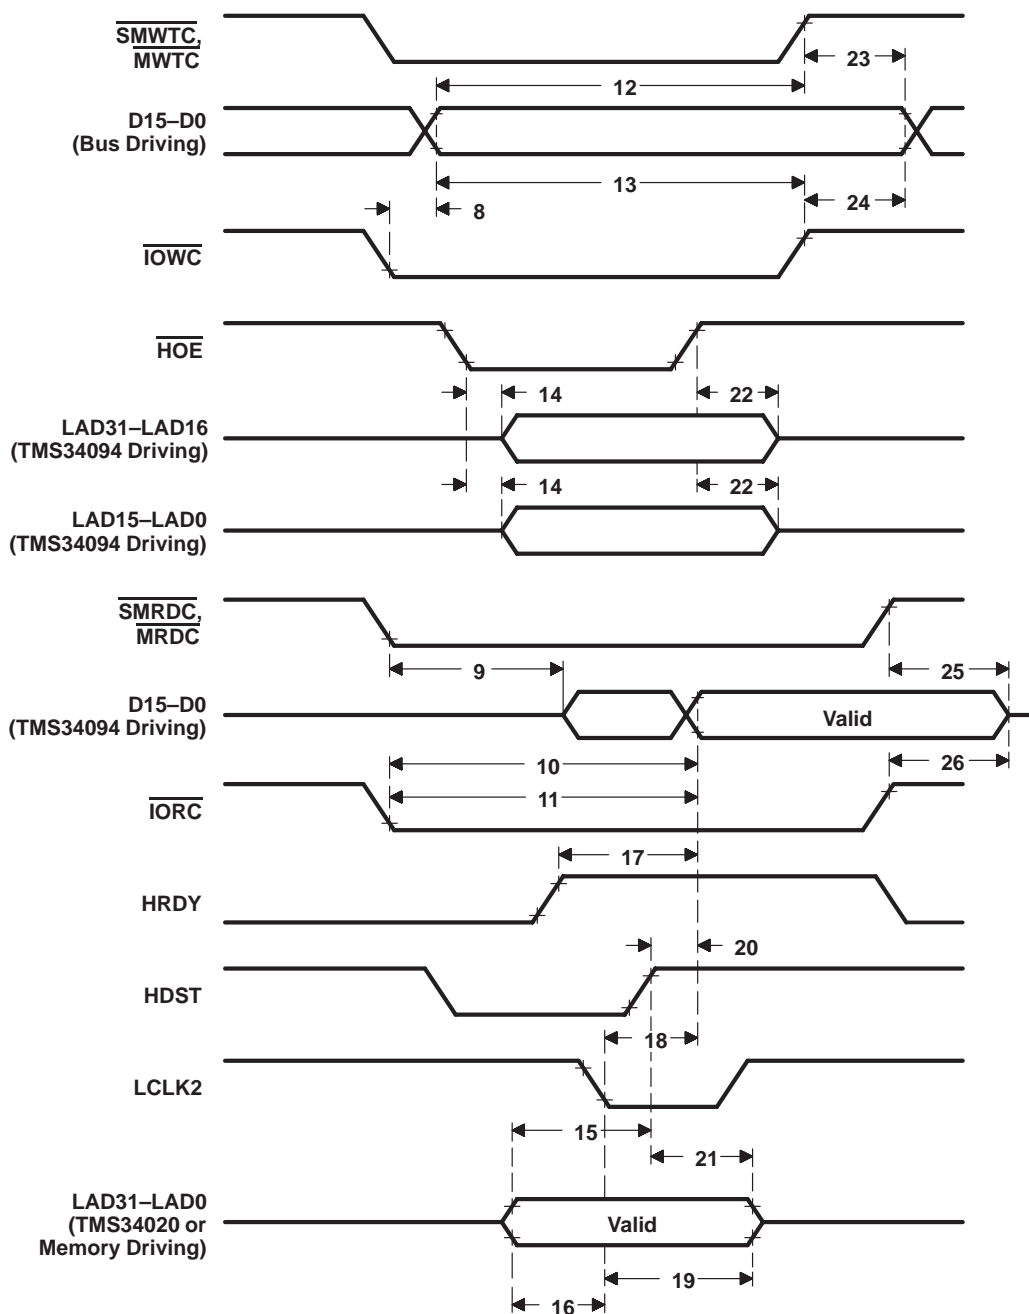 SMWTC,
MWTC
23
12
D15–D0
(Bus Driving)
13
24
8
IOWC
HOE
14
22
LAD31–LAD16
(TMS34094 Driving)
14
22
LAD15–LAD0
(TMS34094 Driving)
SMRDC,
MRDC
9
25
D15–D0
(TMS34094 Driving)
Valid
10
26
11
IORC
17
HRDY
20
HDST
18
LCLK2
15
21
LAD31–LAD0
(TMS34020 or
Memory Driving)
Valid
19
16